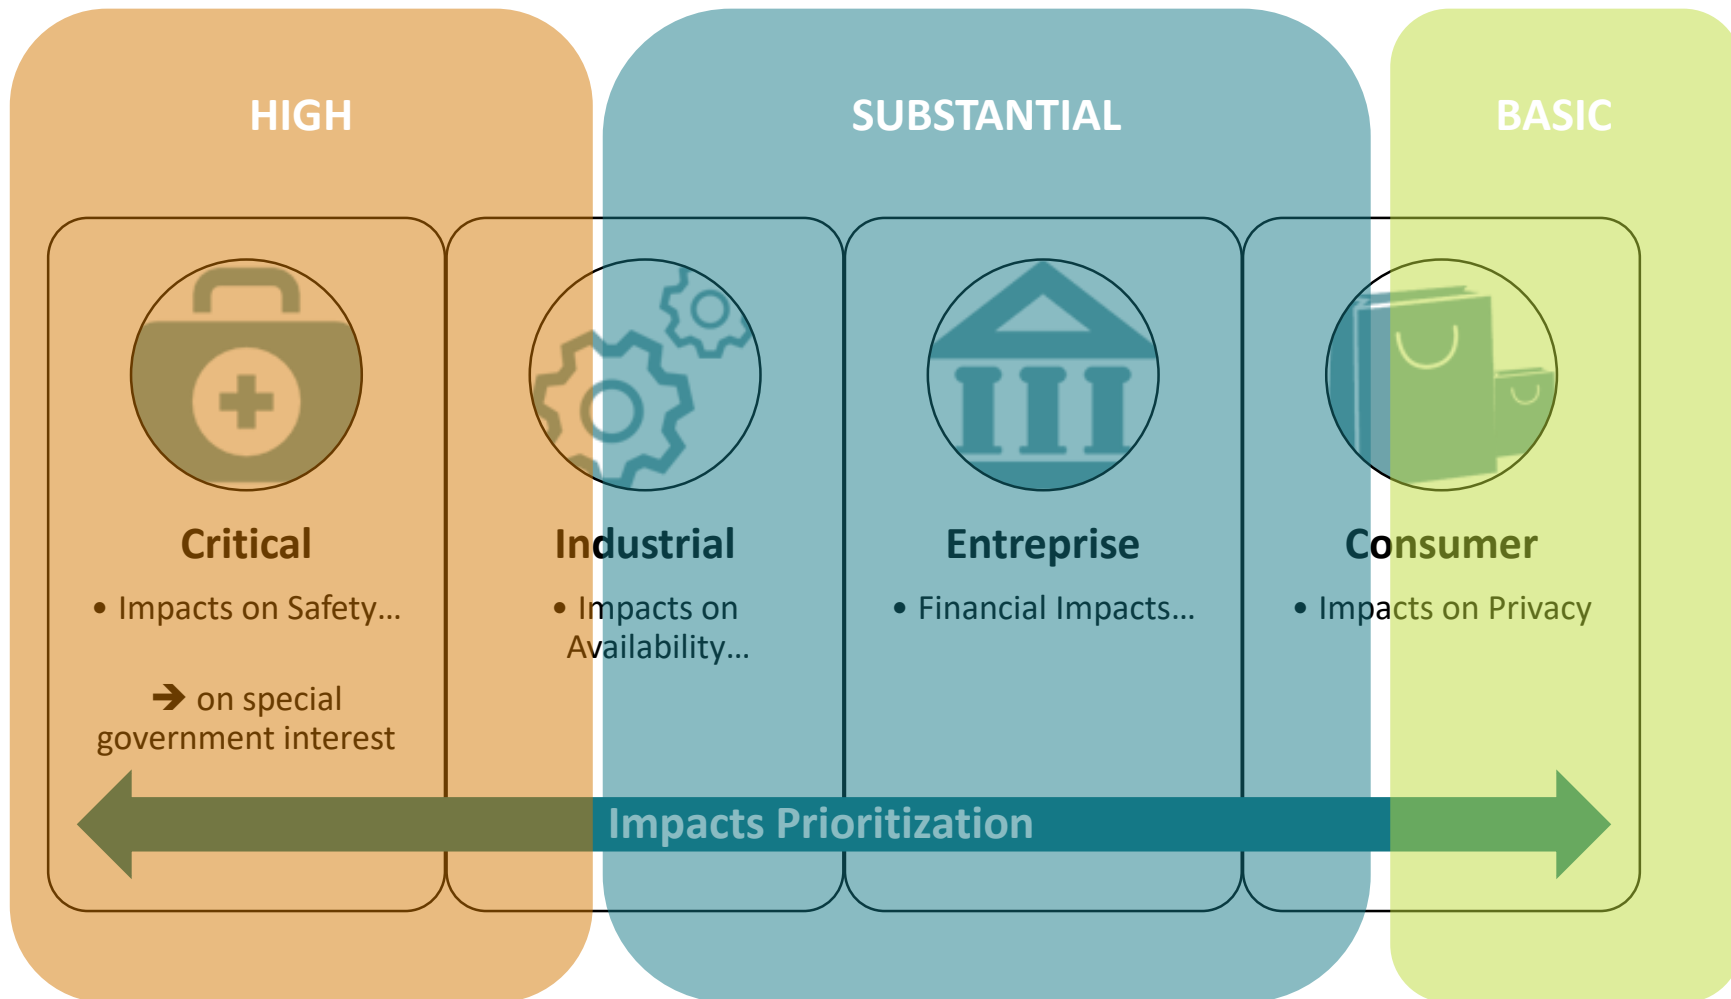 HIGH
SUBSTANTIAL
BASIC
Critical
• Impacts on Safety...
➔ on special
government interest
Industrial
• Impacts on
Availability...
Entreprise
• Financial Impacts...
Consumer
• Impacts on Privacy
Impacts Prioritization